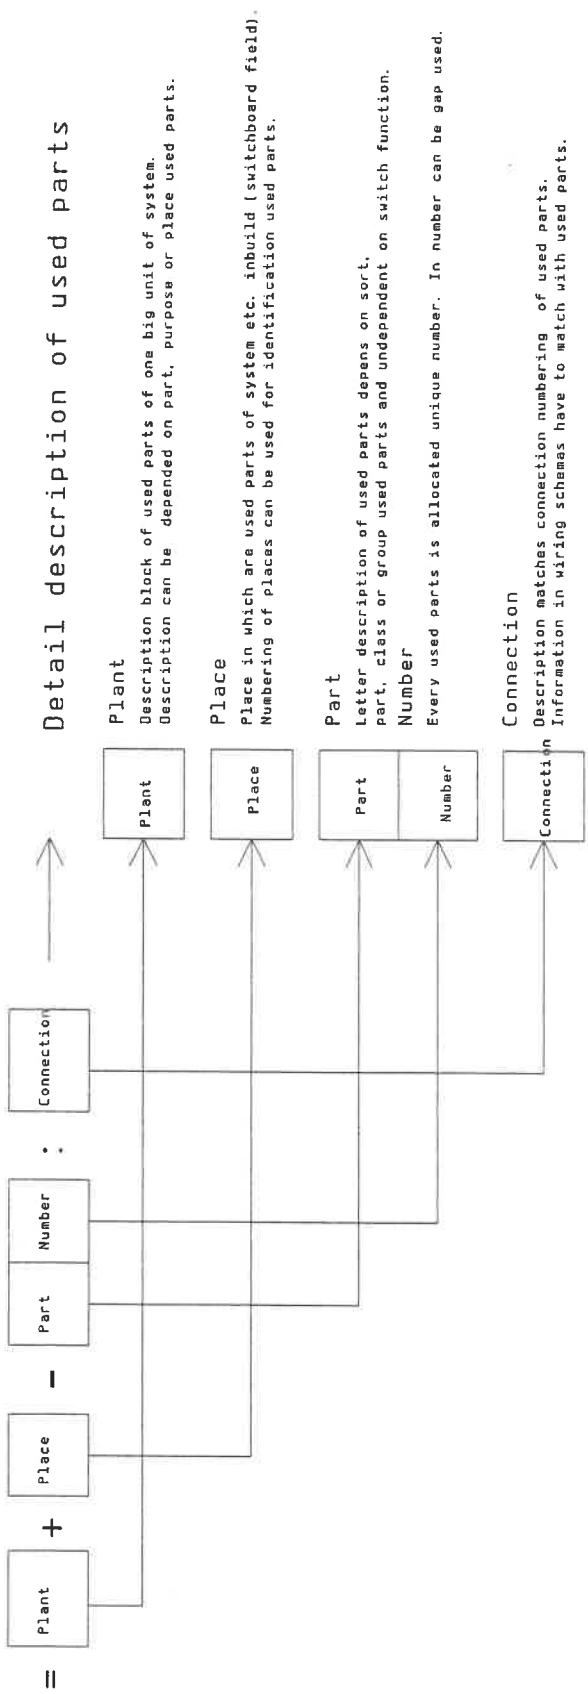 = Plant + Place - Part Number : Connection
Detail description of used parts
Plant
Plant
Description block of used parts of one big unit of system.
Description can be depended on part, purpose or place used parts.
Place
Place
Place in which are used parts of system etc. inbuild (switchboard field).
Numbering of places can be used for identification used parts.
Part
Part
Letter description of used parts depens on sort,
part, class or group used parts and undependent on switch function.
Number
Number
Every used parts is allocated unique number. In number can be gap used.
Connection
Connection
Description matches connection numbering of used parts.
Information in wiring schemas have to match with used parts.